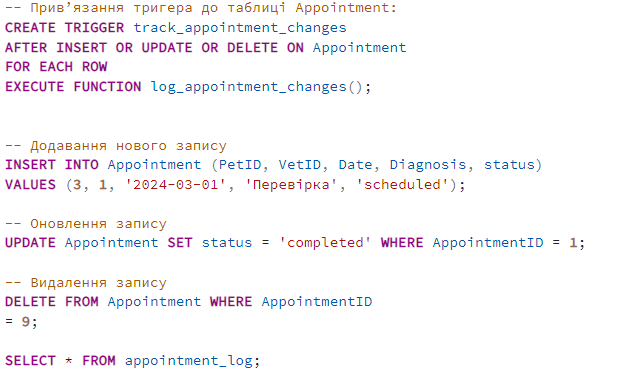 -- Прив’язання тригера до таблиці Appointment:
CREATE TRIGGER track_appointment_changes
AFTER INSERT OR UPDATE OR DELETE ON Appointment
FOR EACH ROW
EXECUTE FUNCTION log_appointment_changes();
-- Додавання нового запису
INSERT INTO Appointment (PetID, VetID, Date, Diagnosis, status)
VALUES (3, 1, '2024-03-01', 'Перевірка', 'scheduled');
-- Оновлення запису
UPDATE Appointment SET status = 'completed' WHERE AppointmentID = 1;
-- Видалення запису
DELETE FROM Appointment WHERE AppointmentID
= 9;
SELECT * FROM appointment_log;